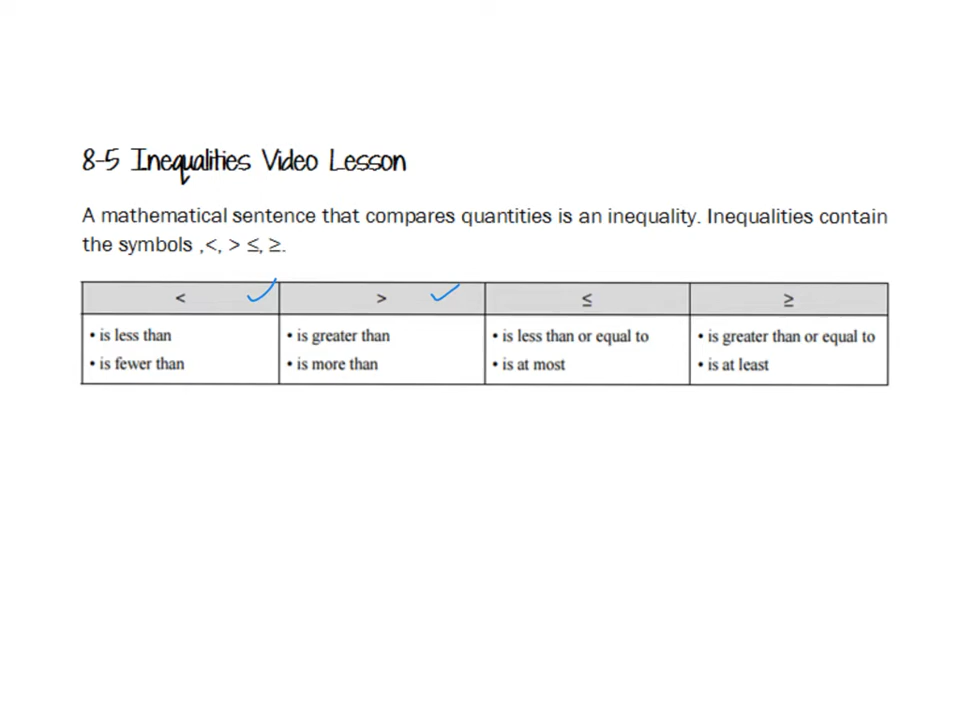 8-5 Inequalities Video Lesson
A mathematical sentence that compares quantities is an inequality. Inequalities contain
the symbols ,<, > ≤, ≥.
< > ≤ ≥
• is less than • is greater than • is less than or equal to • is greater than or equal to
• is fewer than • is more than • is at most • is at least